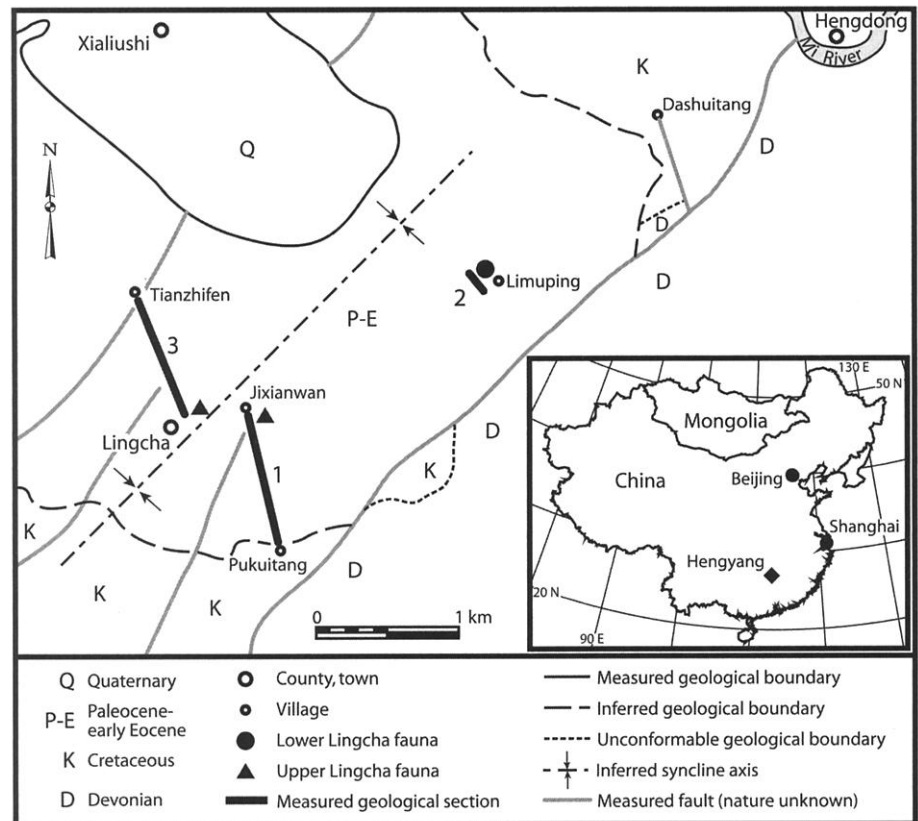 Xialiushi
Hengdong
Mi River
K
Dashuitang
N
Q
D
D
Tianzhifen
2
Limuping
D
P-E
3
Jixianwan
Lingcha
D
K
1
K
Pukuitang
D
K
K
0 1 km
130 E
50 N
Mongolia
China
Beijing
Shanghai
Hengyang
20 N
90 E
Q Quaternary
P-E Paleocene-
early Eocene
K Cretaceous
D Devonian
County, town
Village
Lower Lingcha fauna
Upper Lingcha fauna
Measured geological section
Measured geological boundary
Inferred geological boundary
Unconformable geological boundary
Inferred syncline axis
Measured fault (nature unknown)